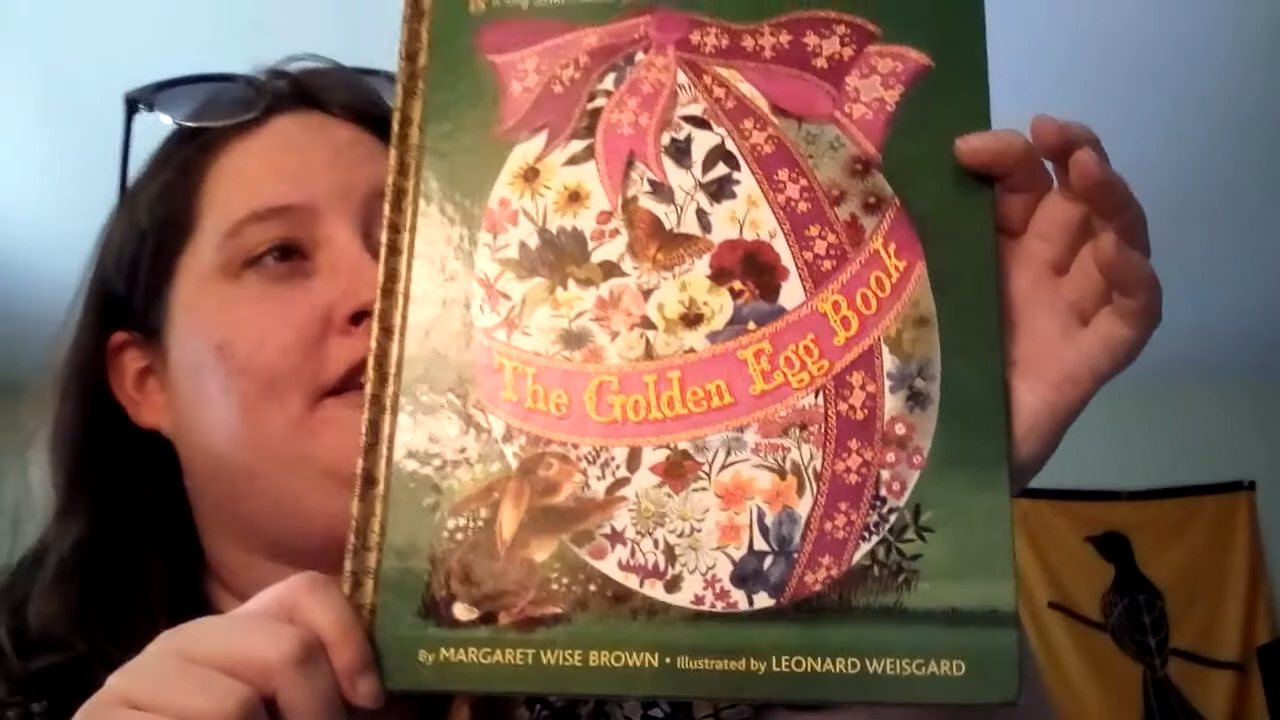 The Golden Egg Book
By MARGARET WISE BROWN • Illustrated by LEONARD WEISGARD